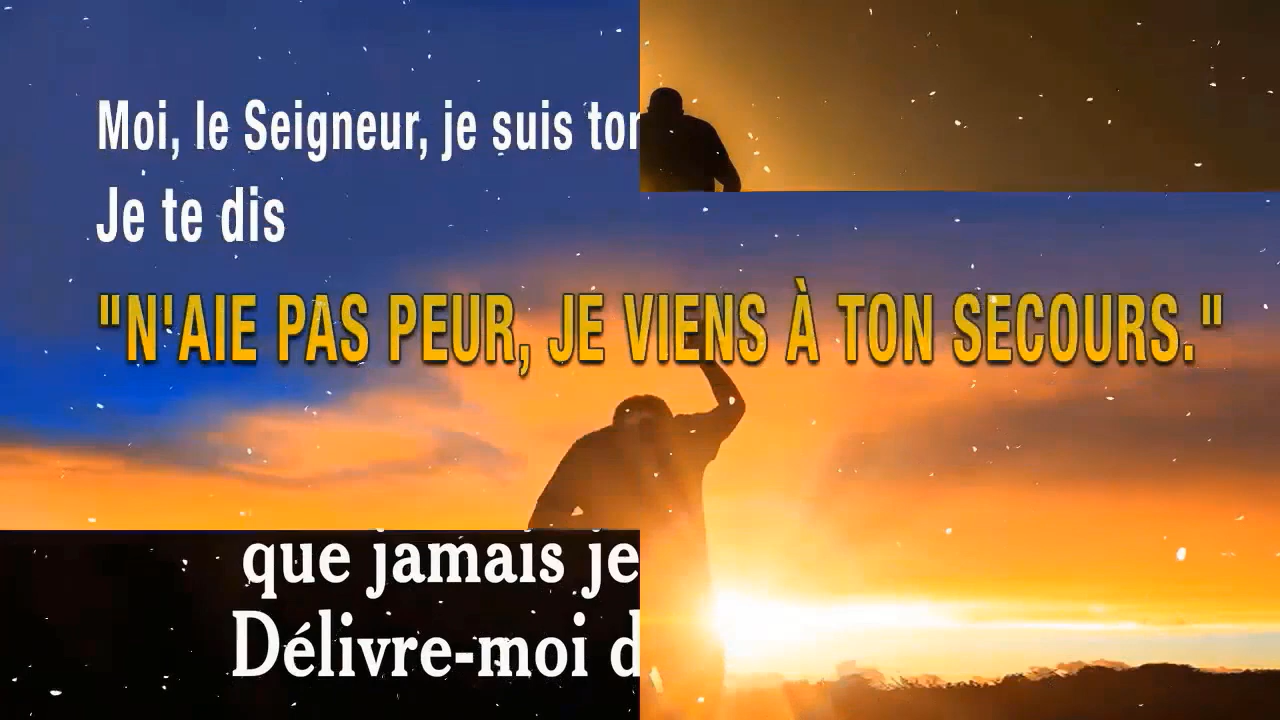 Moi, le Seigneur, je suis
Je te dis
"N'AIE PAS PEUR, JE VIENS À TON SECOURS."
que jamais je
Délivre-moi